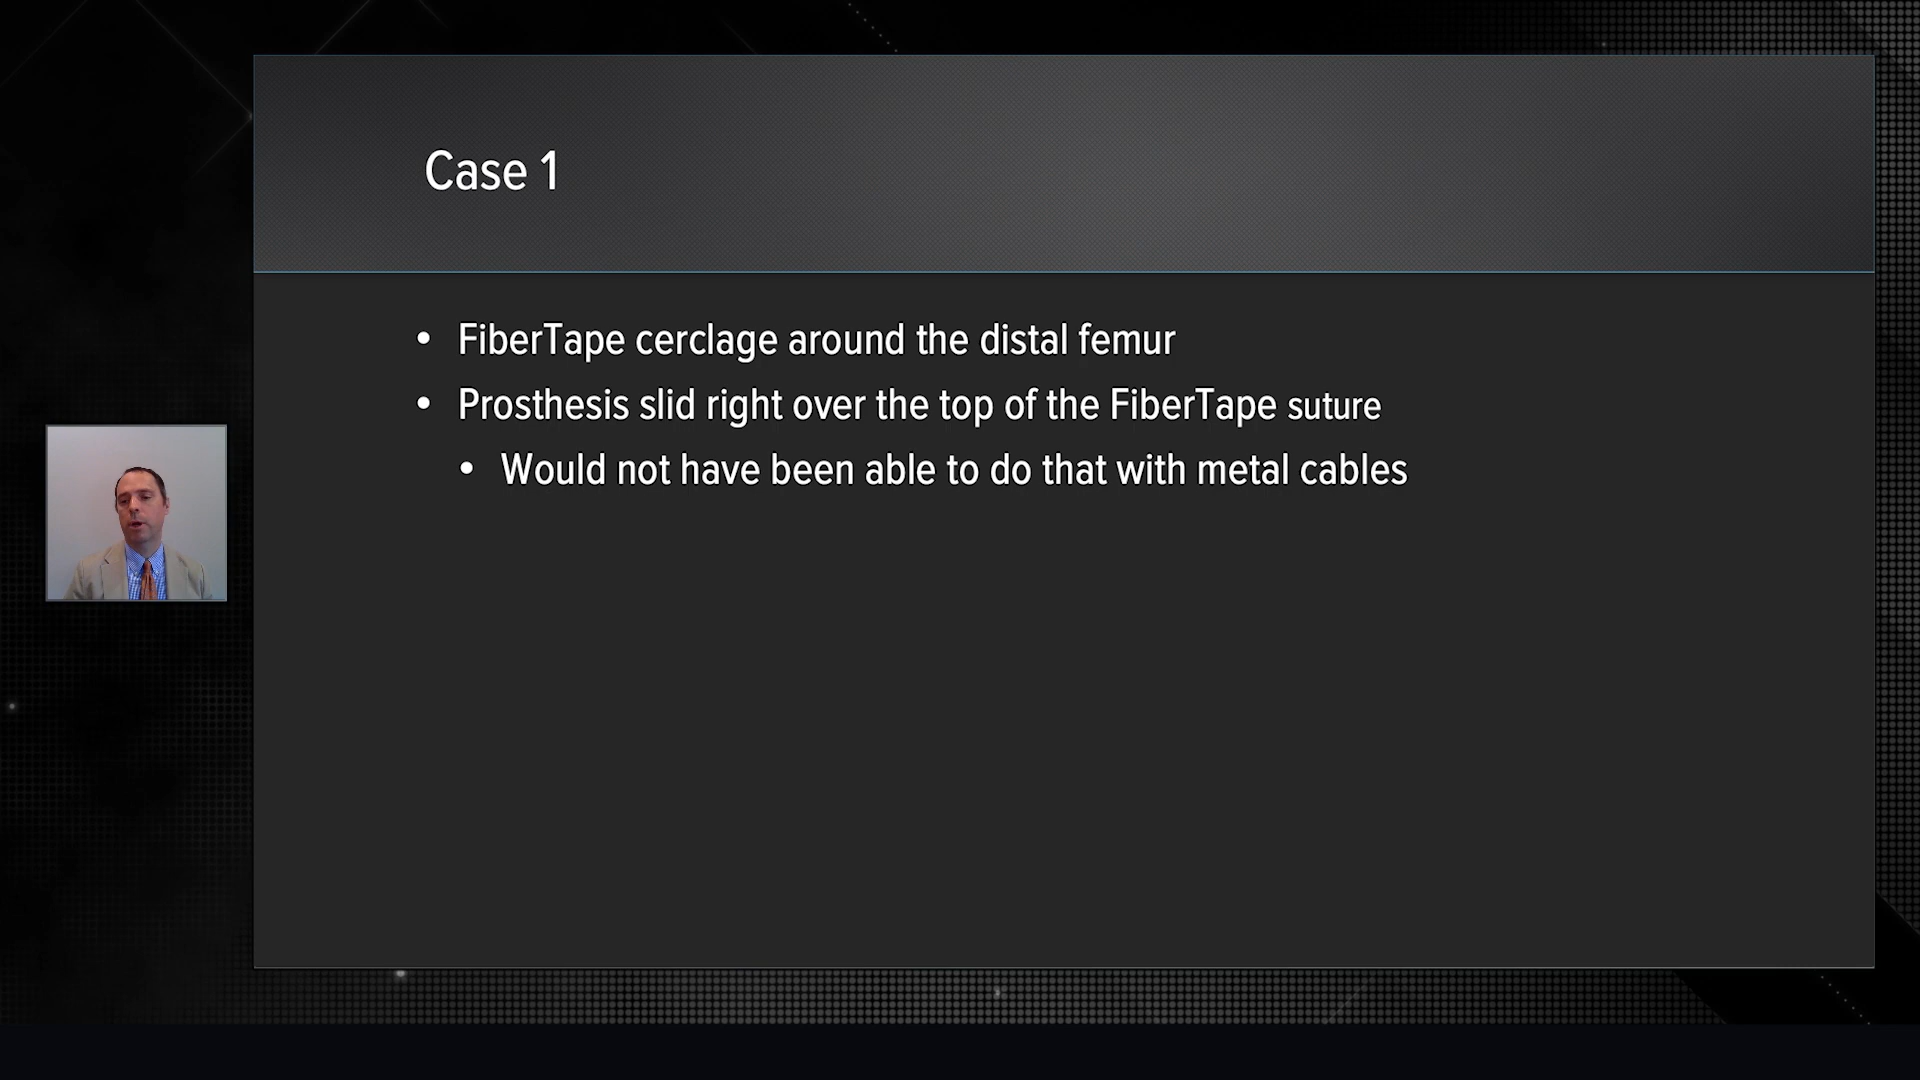 Case 1
• FiberTape cerclage around the distal femur
• Prosthesis slid right over the top of the FiberTape suture
• Would not have been able to do that with metal cables